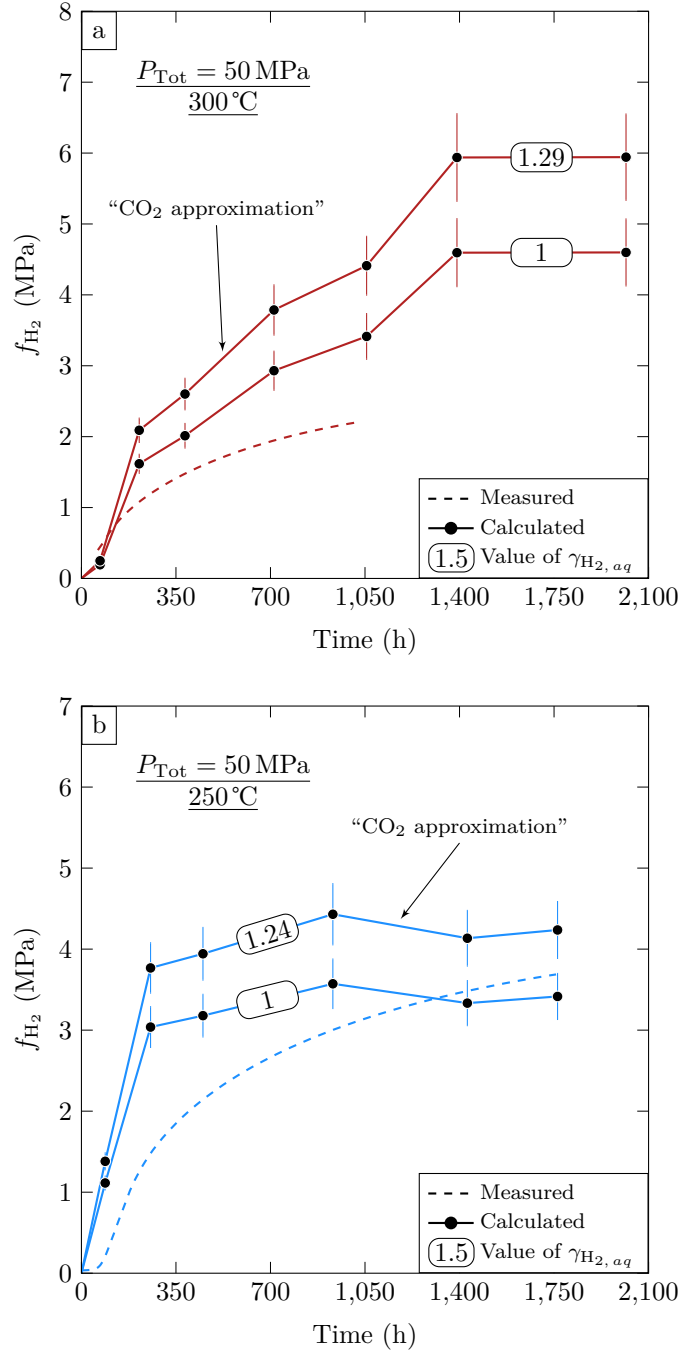 a
P_Tot = 50 MPa
300 °C
“CO₂ approximation”
1.29
1
f_H₂ (MPa)
8
7
6
5
4
3
2
1
0
Measured
Calculated
1.5 Value of γ_H₂, aq
0 350 700 1,050 1,400 1,750 2,100
Time (h)
b
P_Tot = 50 MPa
250 °C
“CO₂ approximation”
1.24
1
f_H₂ (MPa)
7
6
5
4
3
2
1
0
Measured
Calculated
1.5 Value of γ_H₂, aq
0 350 700 1,050 1,400 1,750 2,100
Time (h)